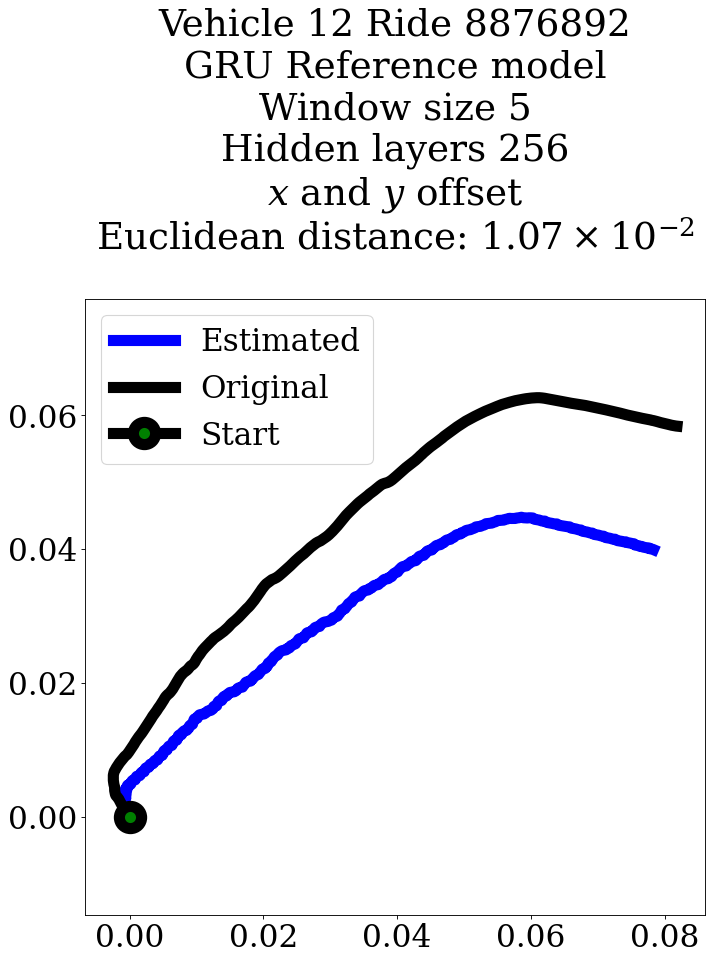 Vehicle 12 Ride 8876892
GRU Reference model
Window size 5
Hidden layers 256
x and y offset
Euclidean distance: 1.07 × 10⁻²
Estimated
Original
Start
0.06
0.04
0.02
0.00
0.00 0.02 0.04 0.06 0.08